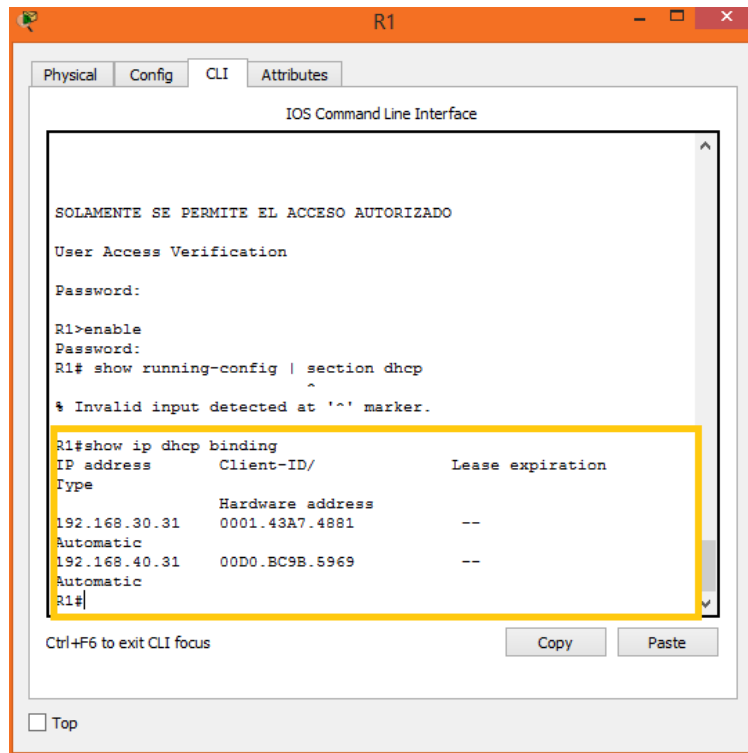 R1
Physical Config CLI Attributes
IOS Command Line Interface
SOLAMENTE SE PERMITE EL ACCESO AUTORIZADO
User Access Verification
Password:
R1>enable
Password:
R1# show running-config | section dhcp
^
% Invalid input detected at '^' marker.
R1#show ip dhcp binding
IP address Client-ID/ Lease expiration
Type
Hardware address
192.168.30.31 0001.43A7.4881 --
Automatic
192.168.40.31 00D0.BC9B.5969 --
Automatic
R1#
Ctrl+F6 to exit CLI focus
Copy Paste
Top